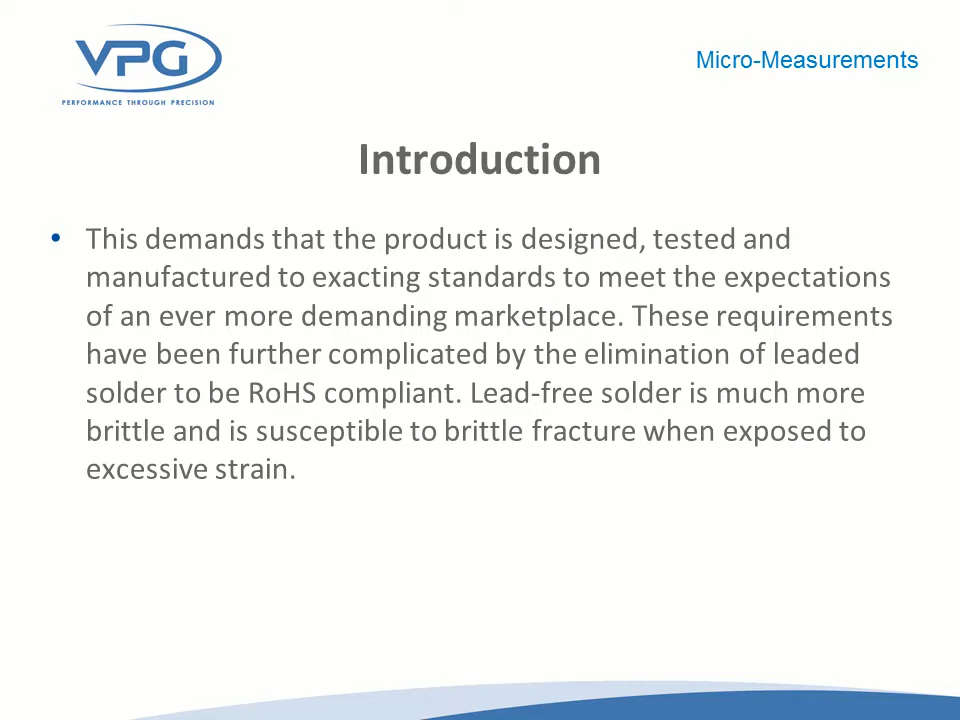 VPG
PERFORMANCE THROUGH PRECISION
Micro-Measurements
Introduction
• This demands that the product is designed, tested and
manufactured to exacting standards to meet the expectations
of an ever more demanding marketplace. These requirements
have been further complicated by the elimination of leaded
solder to be RoHS compliant. Lead-free solder is much more
brittle and is susceptible to brittle fracture when exposed to
excessive strain.